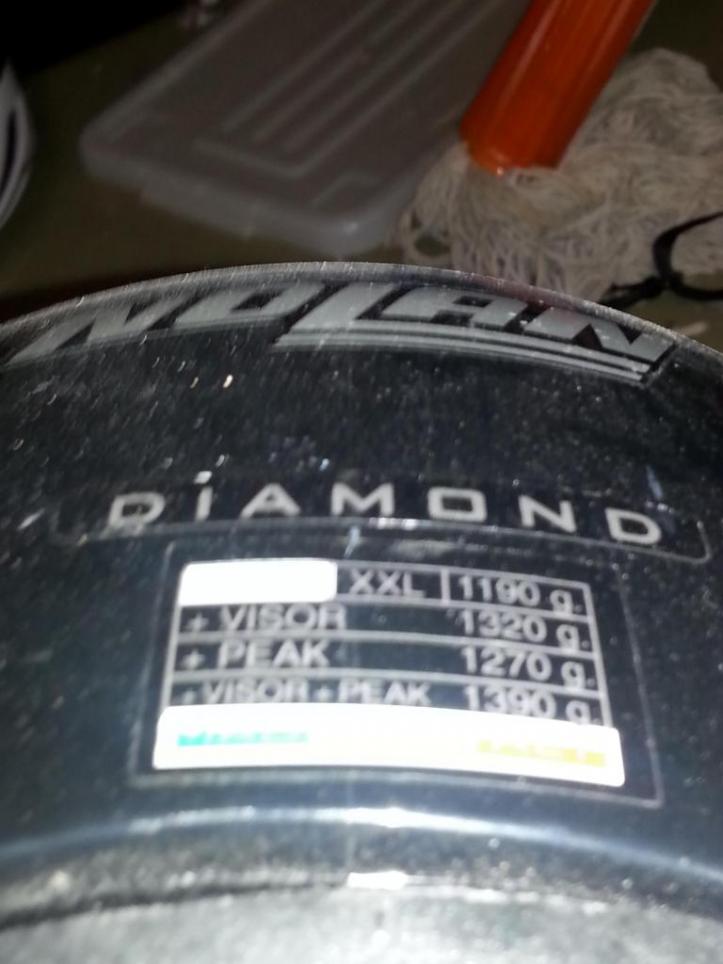 NOLAN
DiAMOND
XXL 1190 g.
+ VISOR 1320 g.
+ PEAK 1270 g.
+ VISOR + PEAK 1390 g.